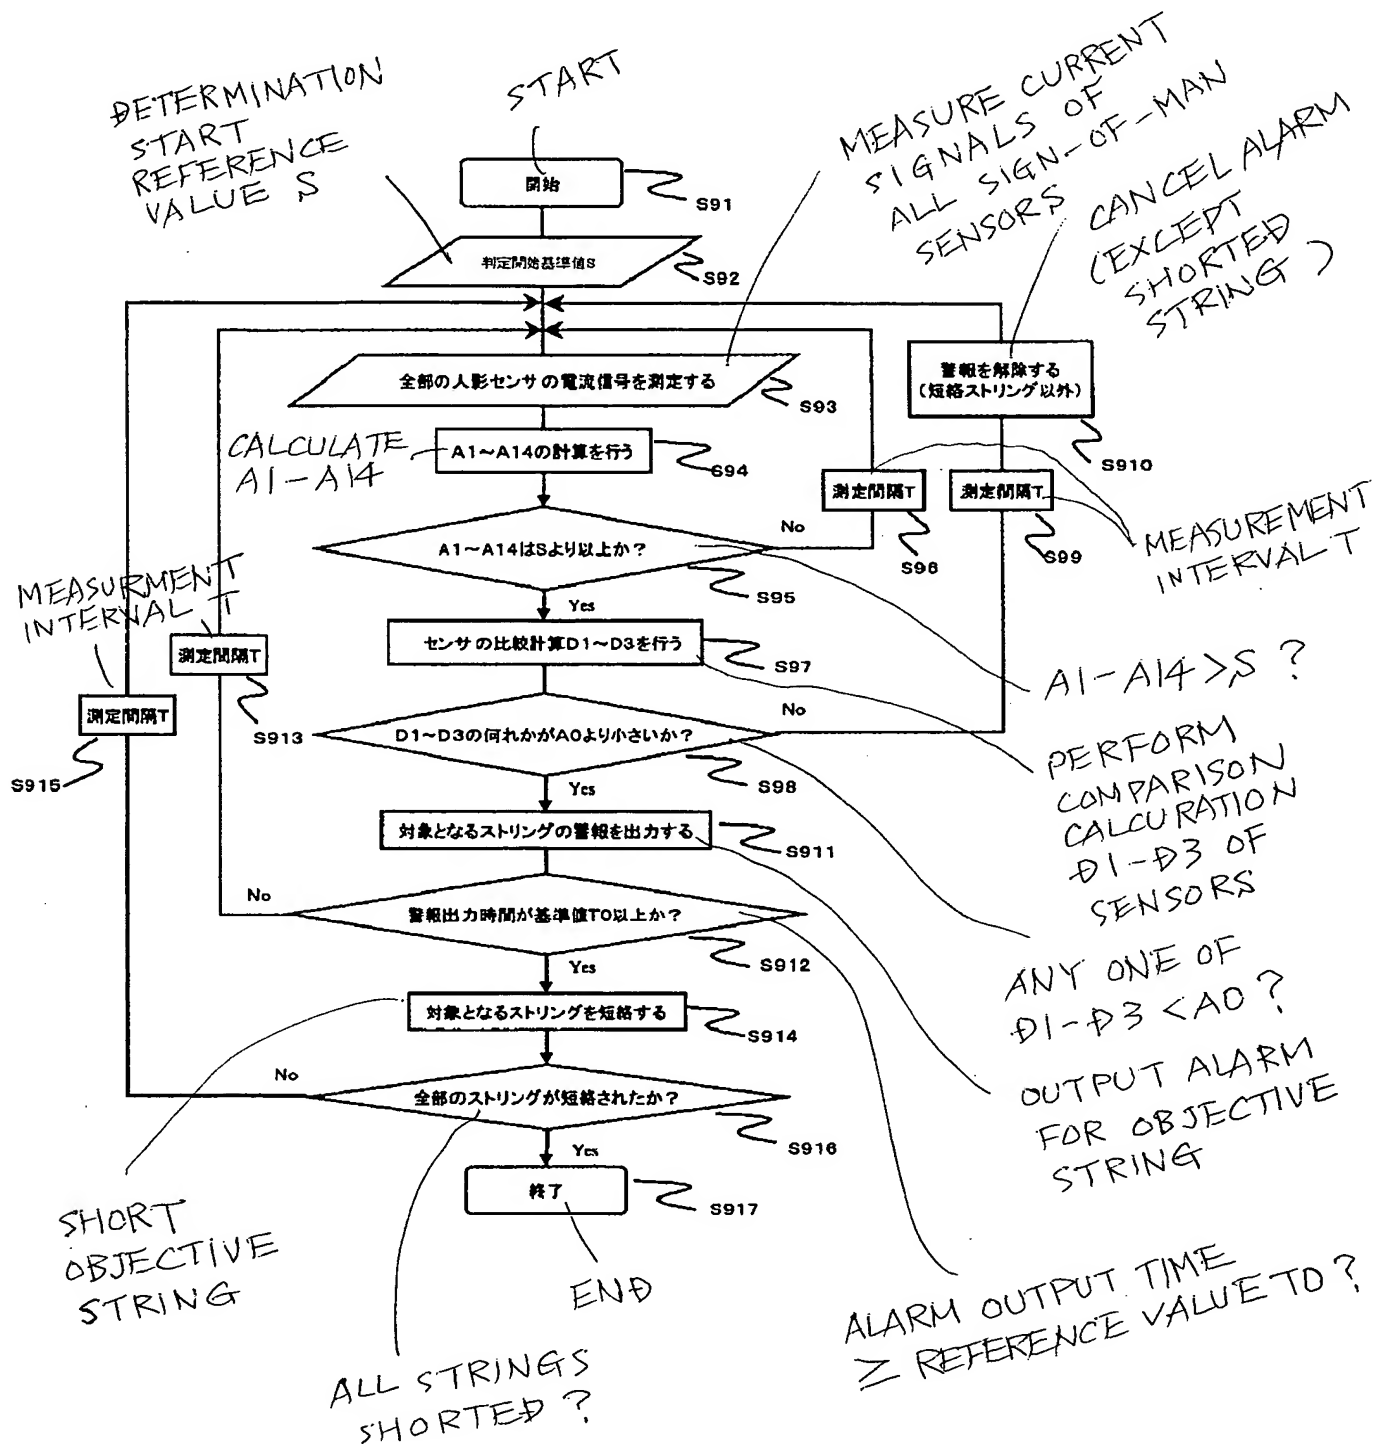 DETERMINATION
START
REFERENCE
VALUE S
START
MEASURE CURRENT
SIGNALS OF
ALL SIGN-OF-MAN
SENSORS
CANCEL ALARM
(EXCEPT
SHORTED
STRING)
開始
S91
判定開始基準値S
S92
全部の人影センサの電流信号を測定する
S93
警報を解除する
(短絡ストリング以外)
S910
CALCULATE
A1-A14
A1～A14の計算を行う
S94
測定間隔T
S96
測定間隔T
S99
MEASUREMENT
INTERVAL T
A1～A14はSより以上か?
No
S95
Yes
MEASURMENT
INTERVAL T
測定間隔T
S913
測定間隔T
S915
センサの比較計算D1～D3を行う
S97
A1-A14>S ?
D1～D3の何れかがA0より小さいか?
No
S98
Yes
PERFORM
COMPARISON
CALCURATION
D1-D3 OF
SENSORS
対象となるストリングの警報を出力する
S911
警報出力時間が基準値T0以上か?
No
S912
Yes
ANY ONE OF
D1-D3 <A0 ?
対象となるストリングを短絡する
S914
OUTPUT ALARM
FOR OBJECTIVE
STRING
全部のストリングが短絡されたか?
No
S916
Yes
終了
S917
SHORT
OBJECTIVE
STRING
END
ALARM OUTPUT TIME
≥ REFERENCE VALUE TO ?
ALL STRINGS
SHORTED ?